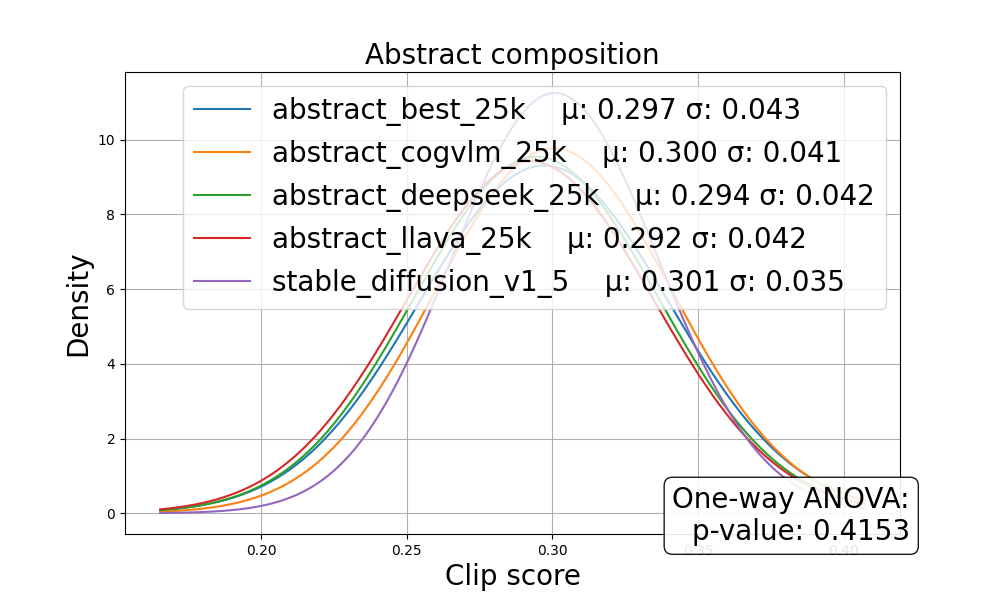 Abstract composition
abstract_best_25k μ: 0.297 σ: 0.043
abstract_cogvlm_25k μ: 0.300 σ: 0.041
abstract_deepseek_25k μ: 0.294 σ: 0.042
abstract_llava_25k μ: 0.292 σ: 0.042
stable_diffusion_v1_5 μ: 0.301 σ: 0.035
Density
10
8
6
4
2
0
One-way ANOVA:
p-value: 0.4153
0.20 0.25 0.30 0.35 0.40
Clip score